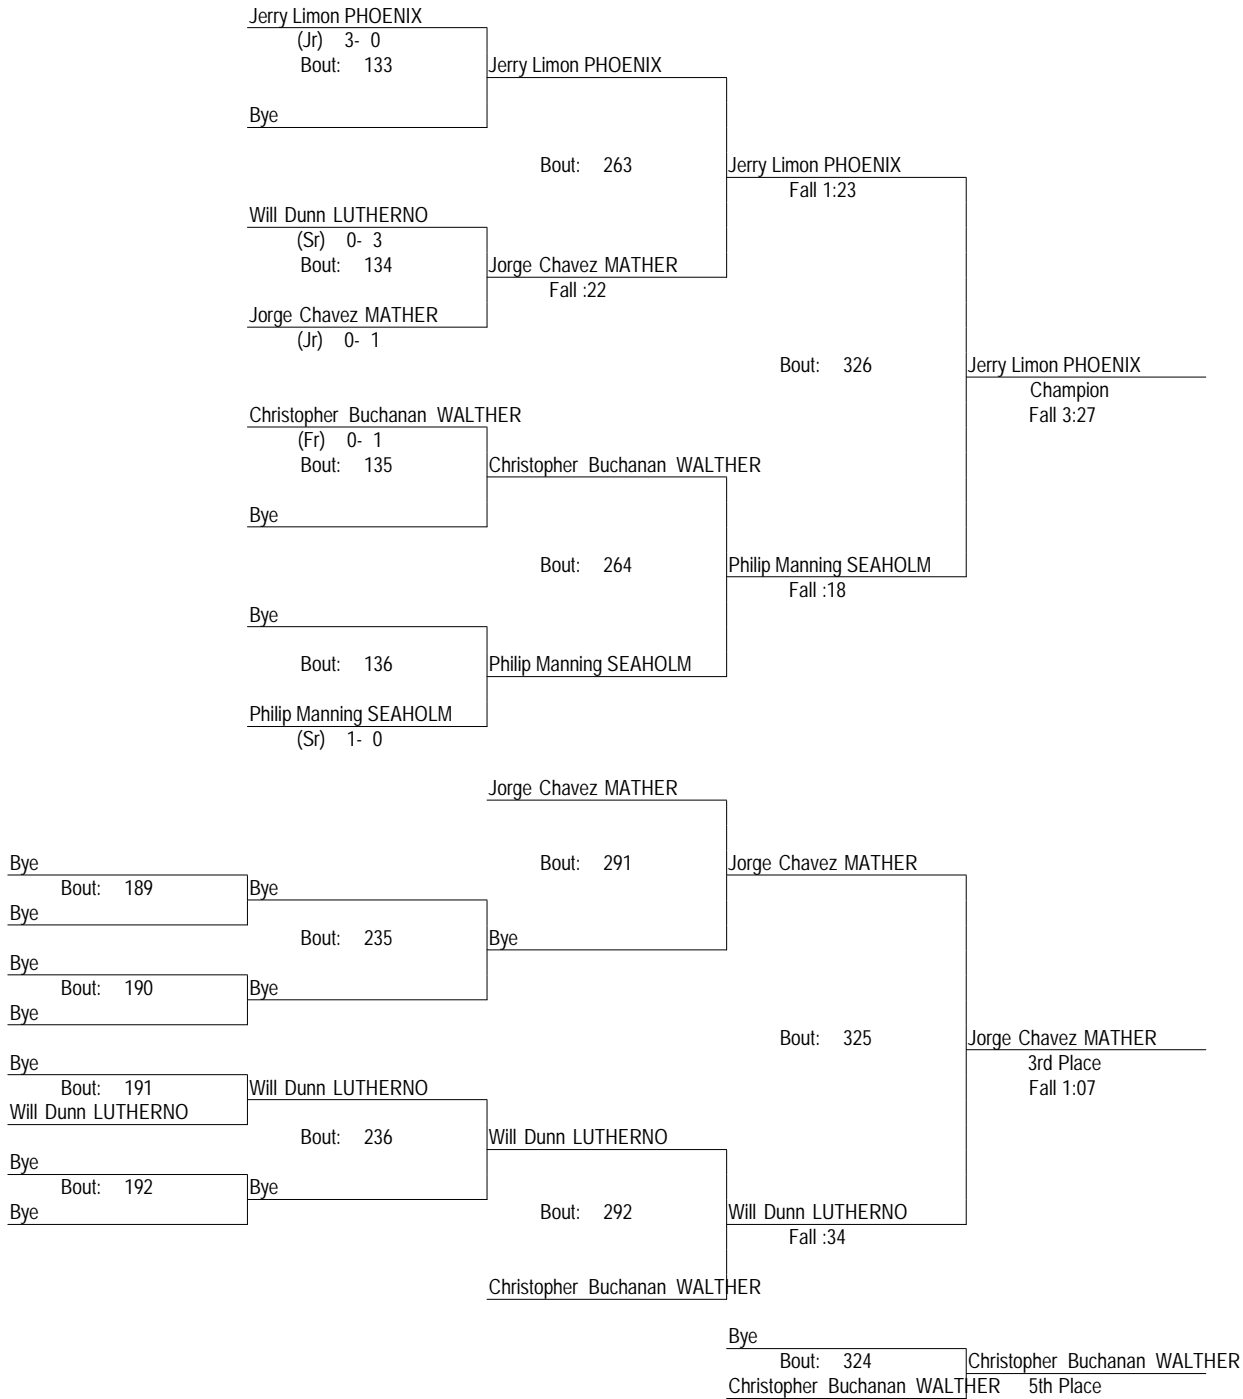 Jerry Limon PHOENIX
(Jr) 3- 0
Bout: 133
Jerry Limon PHOENIX
Bye
Bout: 263
Jerry Limon PHOENIX
Fall 1:23
Will Dunn LUTHERNO
(Sr) 0- 3
Bout: 134
Jorge Chavez MATHER
Fall :22
Jorge Chavez MATHER
(Jr) 0- 1
Bout: 326
Jerry Limon PHOENIX
Champion
Fall 3:27
Christopher Buchanan WALTHER
(Fr) 0- 1
Bout: 135
Christopher Buchanan WALTHER
Bye
Bout: 264
Philip Manning SEAHOLM
Fall :18
Bye
Bout: 136
Philip Manning SEAHOLM
Philip Manning SEAHOLM
(Sr) 1- 0
Jorge Chavez MATHER
Bout: 291
Jorge Chavez MATHER
Bye
Bout: 189
Bye
Bye
Bout: 235
Bye
Bye
Bout: 190
Bye
Bye
Bout: 325
Jorge Chavez MATHER
3rd Place
Fall 1:07
Bye
Bout: 191
Will Dunn LUTHERNO
Will Dunn LUTHERNO
Bout: 236
Will Dunn LUTHERNO
Bye
Bout: 192
Bye
Bye
Bout: 292
Will Dunn LUTHERNO
Fall :34
Christopher Buchanan WALTHER
Bye
Bout: 324
Christopher Buchanan WALTHER
Christopher Buchanan WALTHER
5th Place